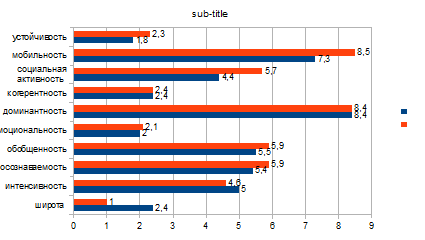 sub-title
устойчивость
2,3
1,8
мобильность
8,5
7,3
социальная
активность
5,7
4,4
когерентность
2,4
2,4
доминантность
8,4
8,4
моциональность
2,1
2
обобщенность
5,9
5,5
осознаваемость
5,9
5,4
интенсивность
4,6
5
широта
1
2,4
0 1 2 3 4 5 6 7 8 9